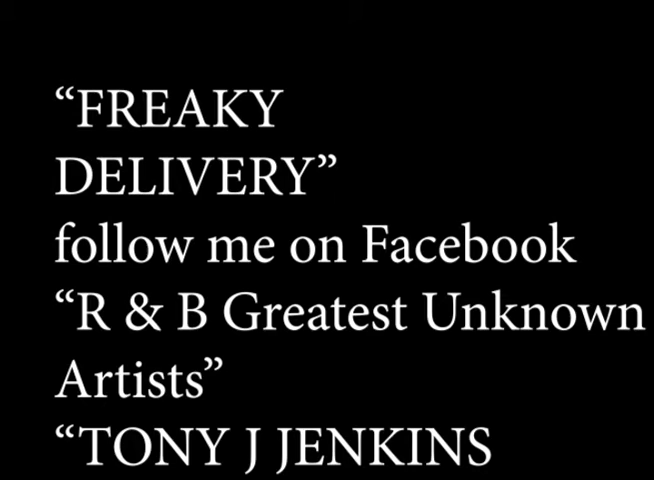 “FREAKY
DELIVERY”
follow me on Facebook
“R & B Greatest Unknown
Artists”
“TONY J JENKINS